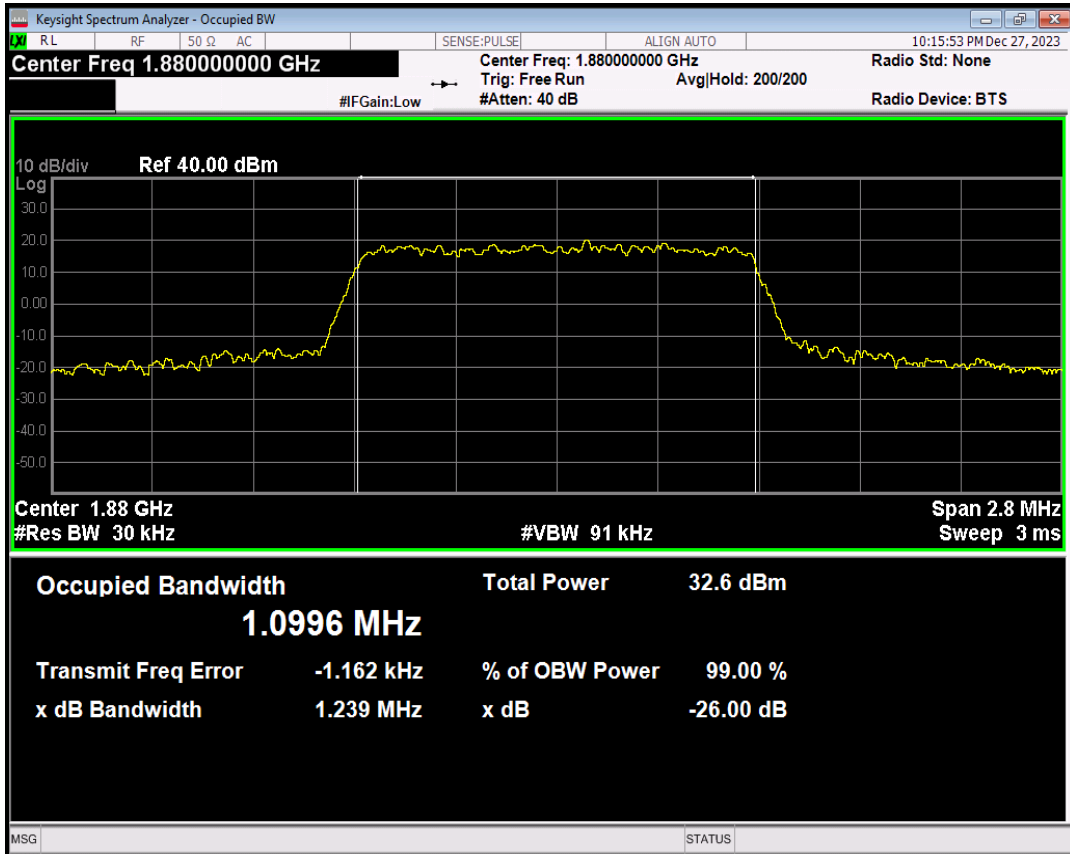 Keysight Spectrum Analyzer - Occupied BW
LXI RL RF 50 Ω AC SENSE:PULSE ALIGN AUTO 10:15:53 PM Dec 27, 2023
Center Freq 1.880000000 GHz Center Freq: 1.880000000 GHz Radio Std: None
Trig: Free Run Avg|Hold: 200/200
#IFGain:Low #Atten: 40 dB Radio Device: BTS
10 dB/div Ref 40.00 dBm
Log
30.0
20.0
10.0
0.00
-10.0
-20.0
-30.0
-40.0
-50.0
Center 1.88 GHz Span 2.8 MHz
#Res BW 30 kHz #VBW 91 kHz Sweep 3 ms
Occupied Bandwidth Total Power 32.6 dBm
1.0996 MHz
Transmit Freq Error -1.162 kHz % of OBW Power 99.00 %
x dB Bandwidth 1.239 MHz x dB -26.00 dB
MSG STATUS